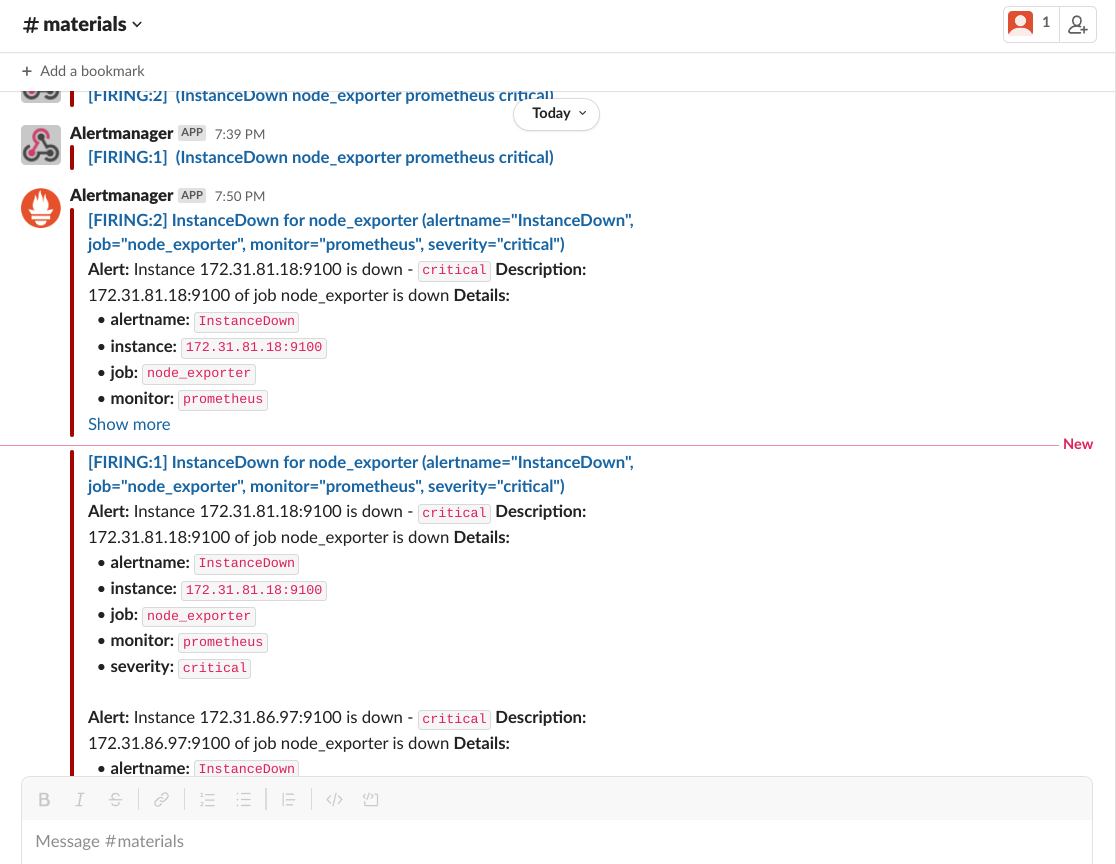 # materials
1
+ Add a bookmark
[FIRING:2] (InstanceDown node_exporter prometheus critical)
Today
Alertmanager APP 7:39 PM
[FIRING:1] (InstanceDown node_exporter prometheus critical)
Alertmanager APP 7:50 PM
[FIRING:2] InstanceDown for node_exporter (alertname="InstanceDown",
job="node_exporter", monitor="prometheus", severity="critical")
Alert: Instance 172.31.81.18:9100 is down - critical Description:
172.31.81.18:9100 of job node_exporter is down Details:
• alertname: InstanceDown
• instance: 172.31.81.18:9100
• job: node_exporter
• monitor: prometheus
Show more
New
[FIRING:1] InstanceDown for node_exporter (alertname="InstanceDown",
job="node_exporter", monitor="prometheus", severity="critical")
Alert: Instance 172.31.81.18:9100 is down - critical Description:
172.31.81.18:9100 of job node_exporter is down Details:
• alertname: InstanceDown
• instance: 172.31.81.18:9100
• job: node_exporter
• monitor: prometheus
• severity: critical
Alert: Instance 172.31.86.97:9100 is down - critical Description:
172.31.86.97:9100 of job node_exporter is down Details:
• alertname: InstanceDown
B I S
Message #materials